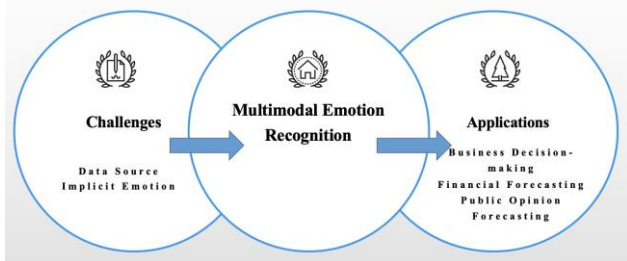 Challenges
Data Source
Implicit Emotion
Multimodal Emotion
Recognition
Applications
Business Decision-
making
Financial Forecasting
Public Opinion
Forecasting